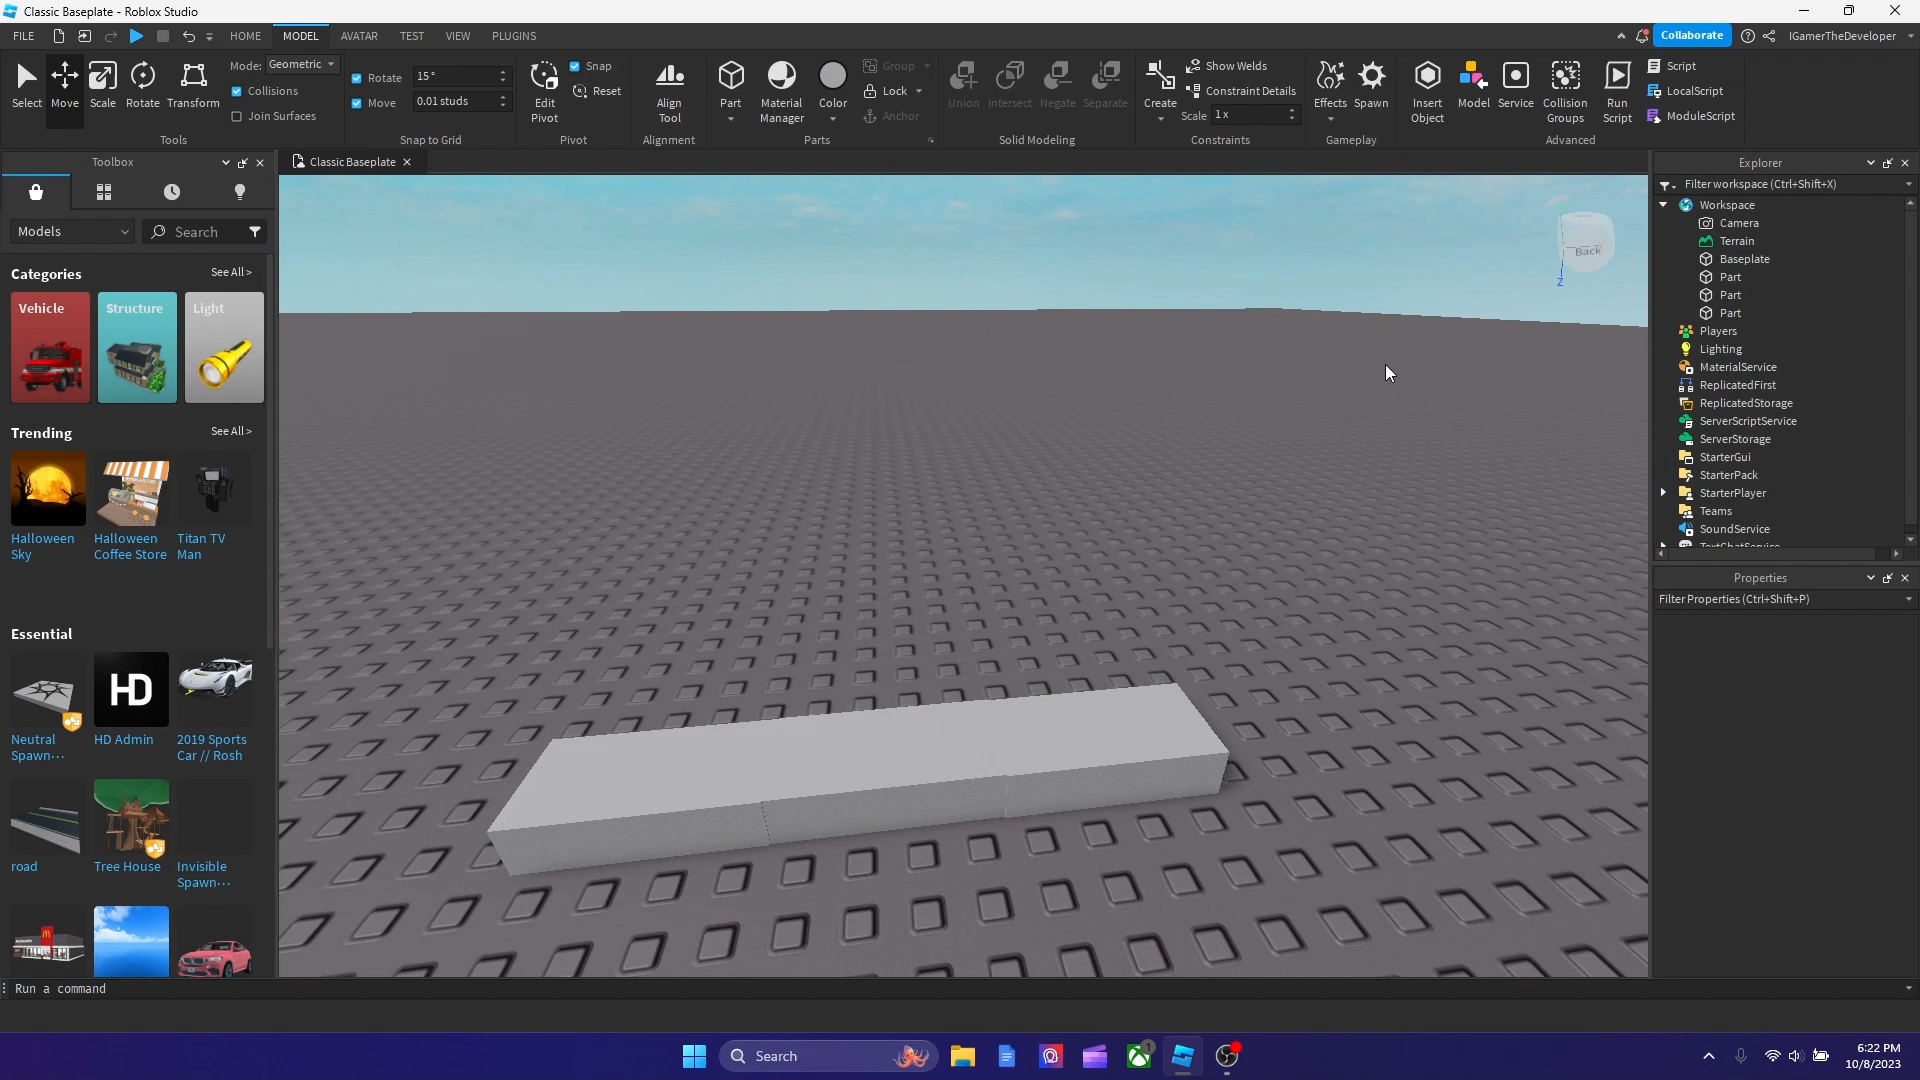 Classic Baseplate - Roblox Studio
FILE
HOME
MODEL
AVATAR
TEST
VIEW
PLUGINS
Collaborate
IGamerTheDeveloper
Select
Move
Scale
Rotate
Transform
Mode: Geometric
Collisions
Join Surfaces
Tools
Rotate 15°
Move 0.01 studs
Snap to Grid
Edit
Pivot
Snap
Reset
Pivot
Align
Tool
Alignment
Part
Material
Manager
Color
Group
Lock
Anchor
Parts
Union
Intersect
Negate
Separate
Solid Modeling
Create
Show Welds
Constraint Details
Scale 1 x
Constraints
Effects
Spawn
Gameplay
Insert
Object
Model
Service
Collision
Groups
Run
Script
Script
LocalScript
ModuleScript
Advanced
Toolbox
Models
Search
Categories
See All >
Vehicle
Structure
Light
Trending
See All >
Halloween
Sky
Halloween
Coffee Store
Titan TV
Man
Essential
HD
Neutral
Spawn...
HD Admin
2019 Sports
Car // Rosh
road
Tree House
Invisible
Spawn...
Classic Baseplate
Back
Z
Explorer
Filter workspace (Ctrl+Shift+X)
Workspace
Camera
Terrain
Baseplate
Part
Part
Part
Players
Lighting
MaterialService
ReplicatedFirst
ReplicatedStorage
ServerScriptService
ServerStorage
StarterGui
StarterPack
StarterPlayer
Teams
SoundService
TextChatService
Properties
Filter Properties (Ctrl+Shift+P)
Run a command
Search
1
6:22 PM
10/8/2023